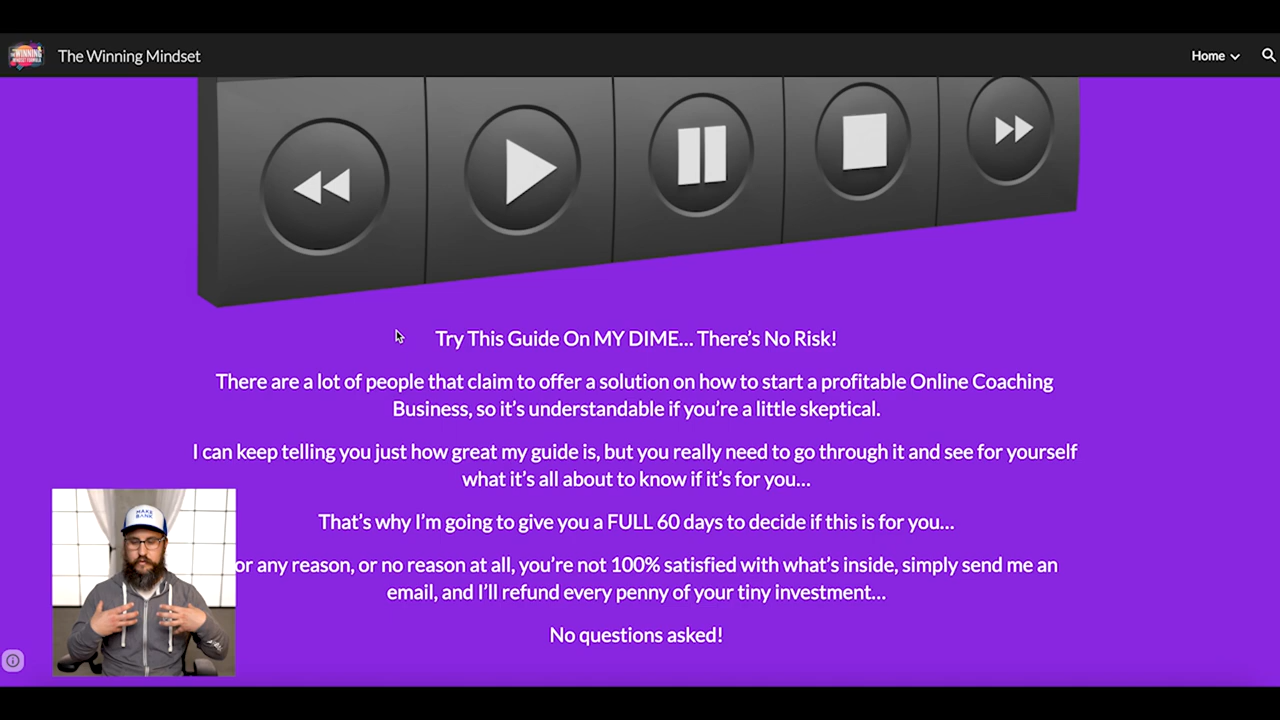 THE WINNING
MINDSET FORMULA
The Winning Mindset
Home
Try This Guide On MY DIME... There's No Risk!
There are a lot of people that claim to offer a solution on how to start a profitable Online Coaching
Business, so it's understandable if you're a little skeptical.
I can keep telling you just how great my guide is, but you really need to go through it and see for yourself
what it's all about to know if it's for you...
That's why I'm going to give you a FULL 60 days to decide if this is for you...
or any reason, or no reason at all, you're not 100% satisfied with what's inside, simply send me an
email, and I'll refund every penny of your tiny investment...
No questions asked!
MAKE
BANK